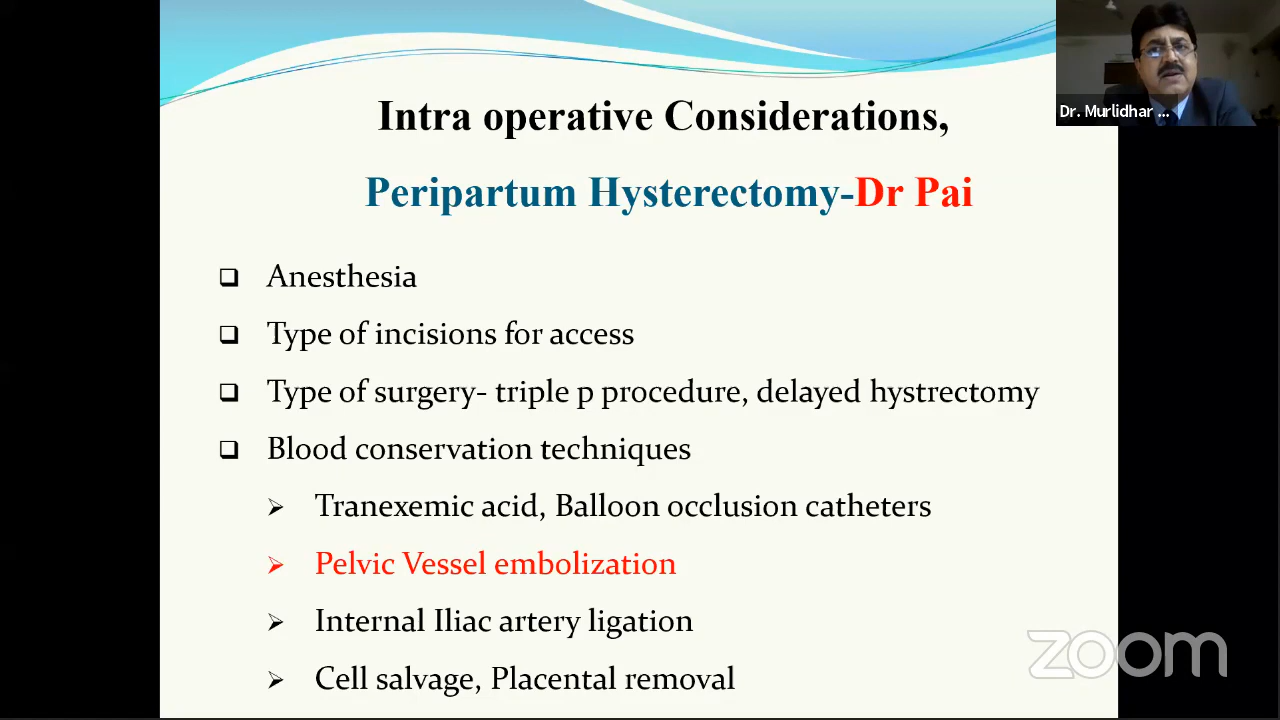 Intra operative Considerations,
Peripartum Hysterectomy-Dr Pai
Dr. Murlidhar ...
Anesthesia
Type of incisions for access
Type of surgery- triple p procedure, delayed hystrectomy
Blood conservation techniques
Tranexemic acid, Balloon occlusion catheters
Pelvic Vessel embolization
Internal Iliac artery ligation
Cell salvage, Placental removal
zoom